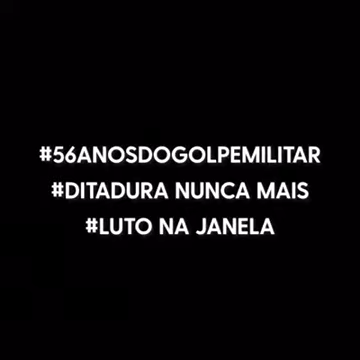 #56ANOSDOGOLPEMILITAR
#DITADURA NUNCA MAIS
#LUTO NA JANELA